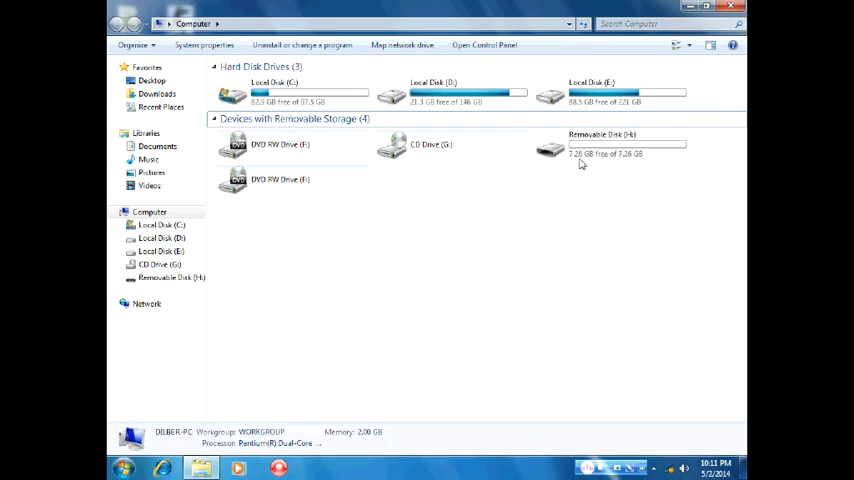 Computer
Search Computer
Organize
System properties
Uninstall or change a program
Map network drive
Open Control Panel
Favorites
Desktop
Downloads
Recent Places
Libraries
Documents
Music
Pictures
Videos
Computer
Local Disk (C:)
Local Disk (D:)
Local Disk (E:)
CD Drive (G:)
Removable Disk (H:)
Network
Hard Disk Drives (3)
Local Disk (C:)
82.9 GB free of 97.5 GB
Local Disk (D:)
21.3 GB free of 146 GB
Local Disk (E:)
88.5 GB free of 221 GB
Devices with Removable Storage (4)
DVD RW Drive (F:)
CD Drive (G:)
Removable Disk (H:)
7.26 GB free of 7.26 GB
DVD RW Drive (F:)
DILBER-PC
Workgroup: WORKGROUP
Memory: 2.00 GB
Processor: Pentium(R) Dual-Core ...
10:11 PM
5/2/2014